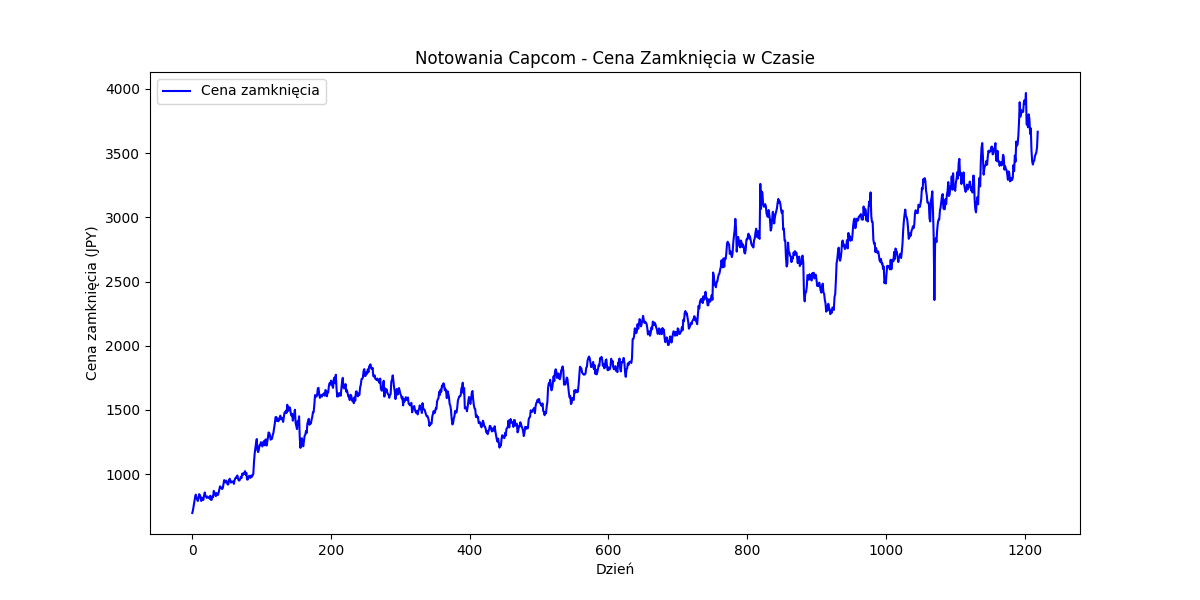 Notowania Capcom - Cena Zamknięcia w Czasie
Cena zamknięcia
Cena zamknięcia (JPY)
4000
3500
3000
2500
2000
1500
1000
0 200 400 600 800 1000 1200
Dzień